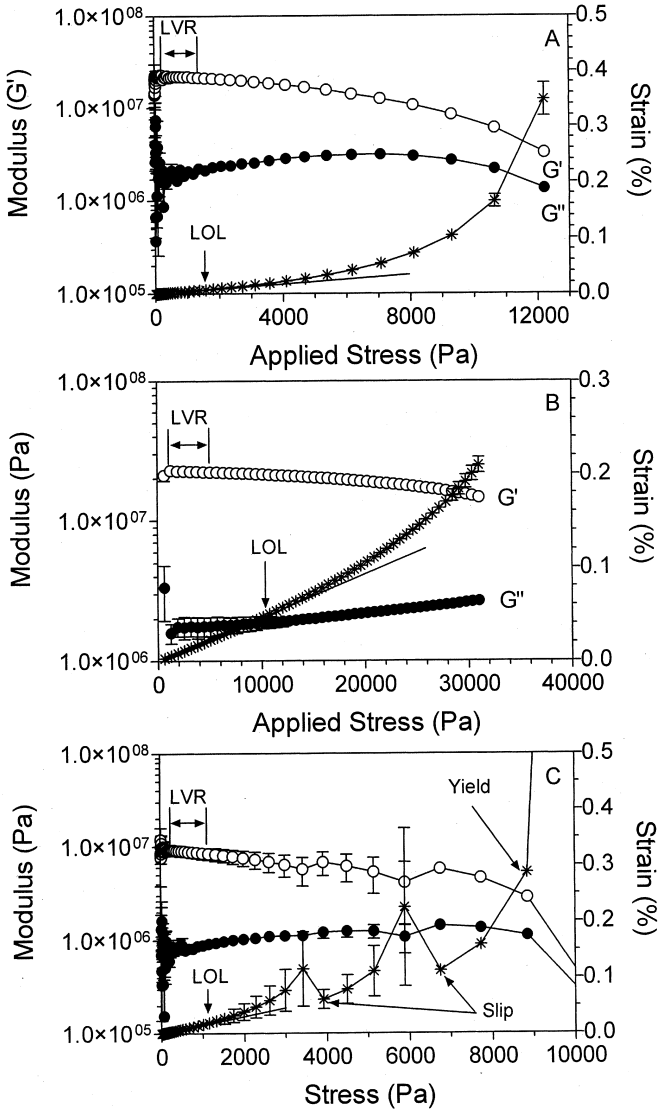 A
LVR
LOL
G'
G"
Modulus (G')
1.0×10^08
1.0×10^07
1.0×10^06
1.0×10^05
Strain (%)
0.5
0.4
0.3
0.2
0.1
0.0
0 4000 8000 12000
Applied Stress (Pa)
B
LVR
LOL
G'
G"
Modulus (Pa)
1.0×10^08
1.0×10^07
1.0×10^06
Strain (%)
0.3
0.2
0.1
0.0
0 10000 20000 30000 40000
Applied Stress (Pa)
C
LVR
LOL
Yield
Slip
Modulus (Pa)
1.0×10^08
1.0×10^07
1.0×10^06
1.0×10^05
Strain (%)
0.5
0.4
0.3
0.2
0.1
0.0
0 2000 4000 6000 8000 10000
Stress (Pa)